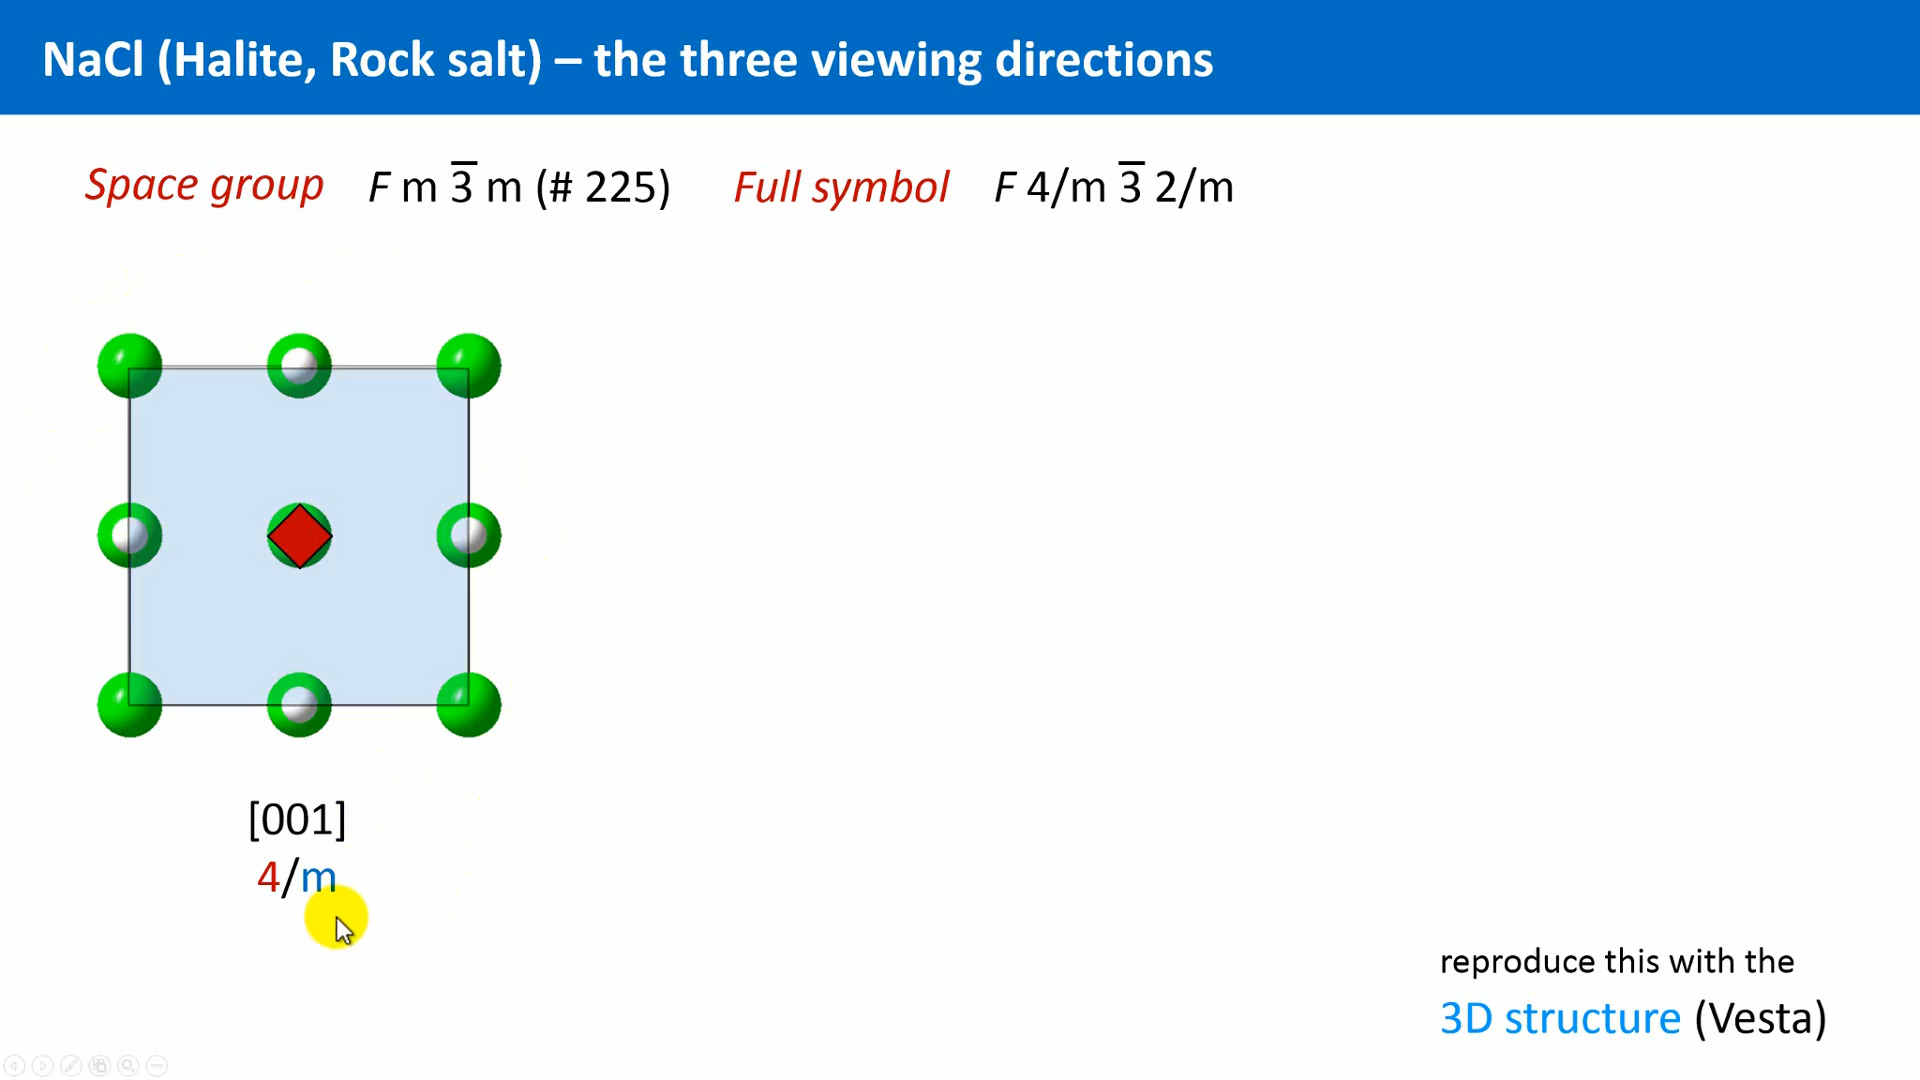 NaCl (Halite, Rock salt) – the three viewing directions
Space group F m 3̅ m (# 225) Full symbol F 4/m 3̅ 2/m
[001]
4/m
reproduce this with the
3D structure (Vesta)